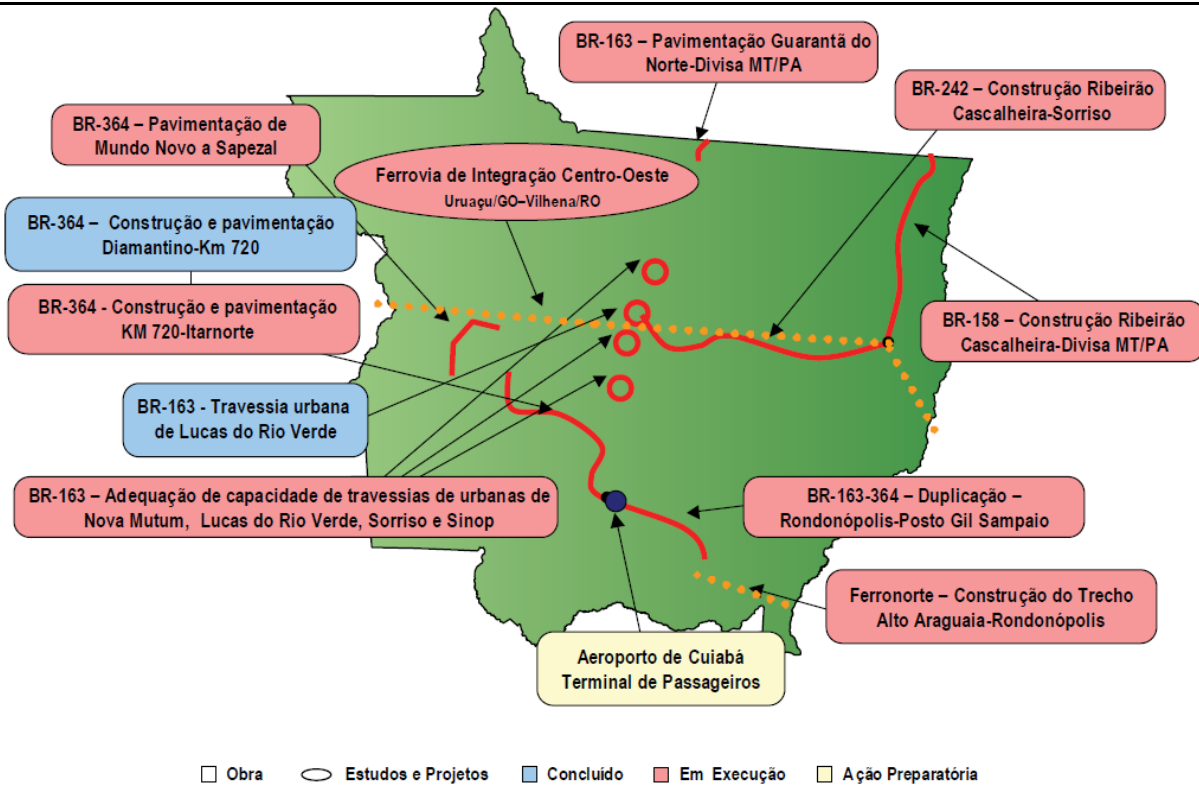 BR-163 – Pavimentação Guarantã do
Norte-Divisa MT/PA
BR-242 – Construção Ribeirão
Cascalheira-Sorriso
BR-364 – Pavimentação de
Mundo Novo a Sapezal
Ferrovia de Integração Centro-Oeste
Uruaçu/GO–Vilhena/RO
BR-364 – Construção e pavimentação
Diamantino-Km 720
BR-364 - Construção e pavimentação
KM 720-Itarnorte
BR-158 – Construção Ribeirão
Cascalheira-Divisa MT/PA
BR-163 - Travessia urbana
de Lucas do Rio Verde
BR-163 – Adequação de capacidade de travessias de urbanas de
Nova Mutum, Lucas do Rio Verde, Sorriso e Sinop
BR-163-364 – Duplicação –
Rondonópolis-Posto Gil Sampaio
Ferronorte – Construção do Trecho
Alto Araguaia-Rondonópolis
Aeroporto de Cuiabá
Terminal de Passageiros
Obra Estudos e Projetos Concluído Em Execução Ação Preparatória